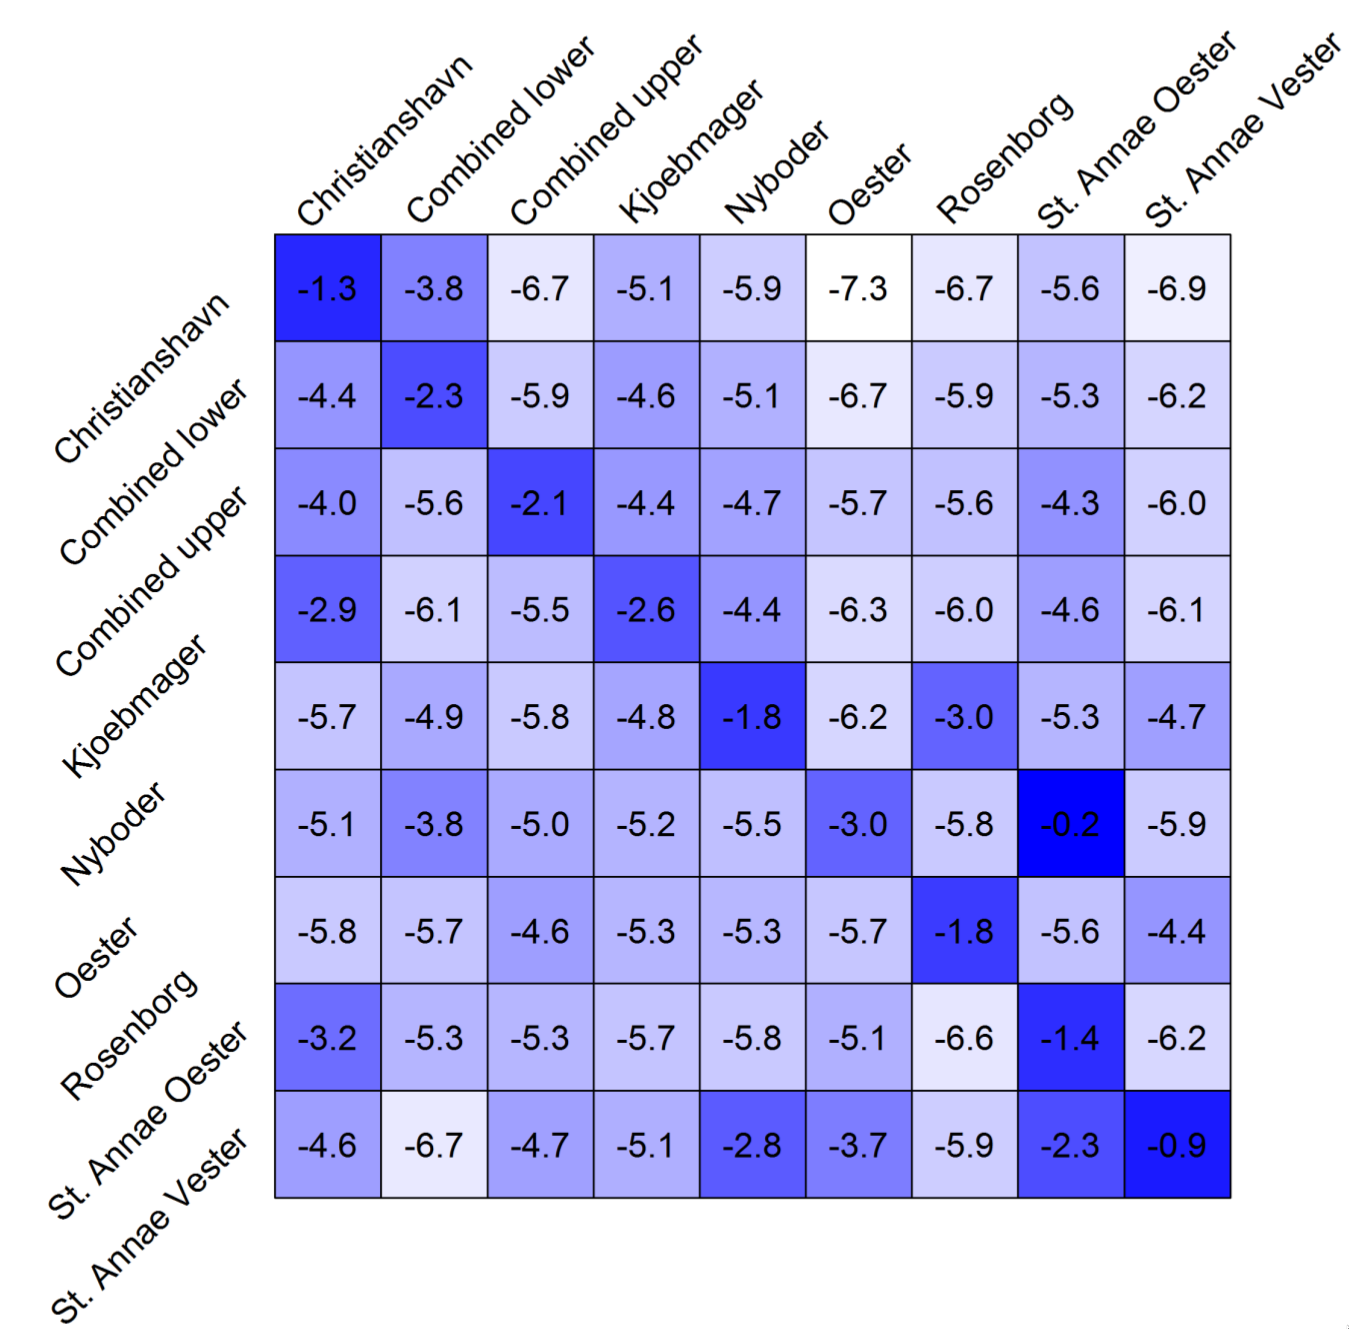 Christianshavn Combined lower Combined upper Kjoebmager Nyboder Oester Rosenborg St. Annae Oester St. Annae Vester
Christianshavn -1.3 -3.8 -6.7 -5.1 -5.9 -7.3 -6.7 -5.6 -6.9
Combined lower -4.4 -2.3 -5.9 -4.6 -5.1 -6.7 -5.9 -5.3 -6.2
Combined upper -4.0 -5.6 -2.1 -4.4 -4.7 -5.7 -5.6 -4.3 -6.0
Kjoebmager -2.9 -6.1 -5.5 -2.6 -4.4 -6.3 -6.0 -4.6 -6.1
Nyboder -5.7 -4.9 -5.8 -4.8 -1.8 -6.2 -3.0 -5.3 -4.7
Oester -5.1 -3.8 -5.0 -5.2 -5.5 -3.0 -5.8 -0.2 -5.9
Rosenborg -5.8 -5.7 -4.6 -5.3 -5.3 -5.7 -1.8 -5.6 -4.4
St. Annae Oester -3.2 -5.3 -5.3 -5.7 -5.8 -5.1 -6.6 -1.4 -6.2
St. Annae Vester -4.6 -6.7 -4.7 -5.1 -2.8 -3.7 -5.9 -2.3 -0.9